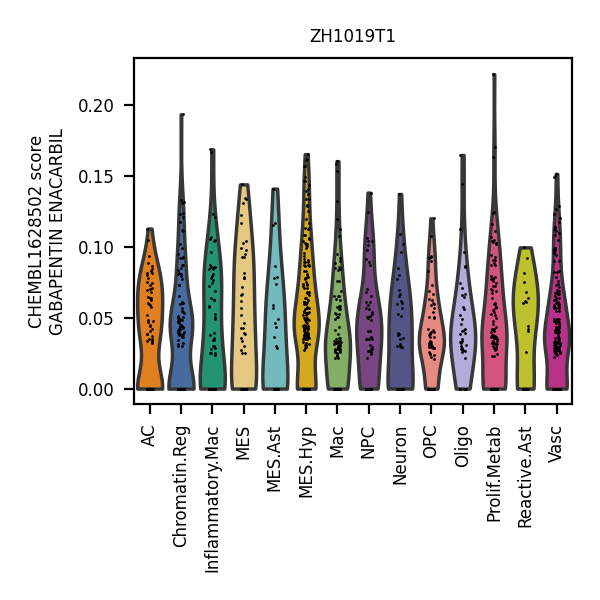 ZH1019T1
CHEMBL1628502 score
GABAPENTIN ENACARBIL
0.20
0.15
0.10
0.05
0.00
AC
Chromatin.Reg
Inflammatory.Mac
MES
MES.Ast
MES.Hyp
Mac
NPC
Neuron
OPC
Oligo
Prolif.Metab
Reactive.Ast
Vasc